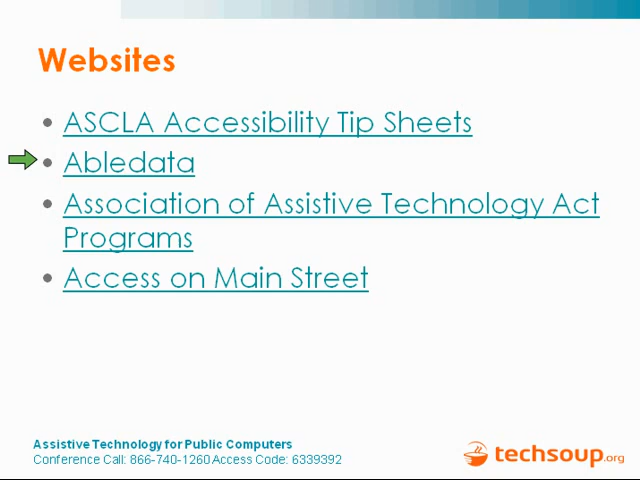 Websites
• ASCLA Accessibility Tip Sheets
• Abledata
• Association of Assistive Technology Act
Programs
• Access on Main Street
Assistive Technology for Public Computers
Conference Call: 866-740-1260 Access Code: 6339392
techsoup.org